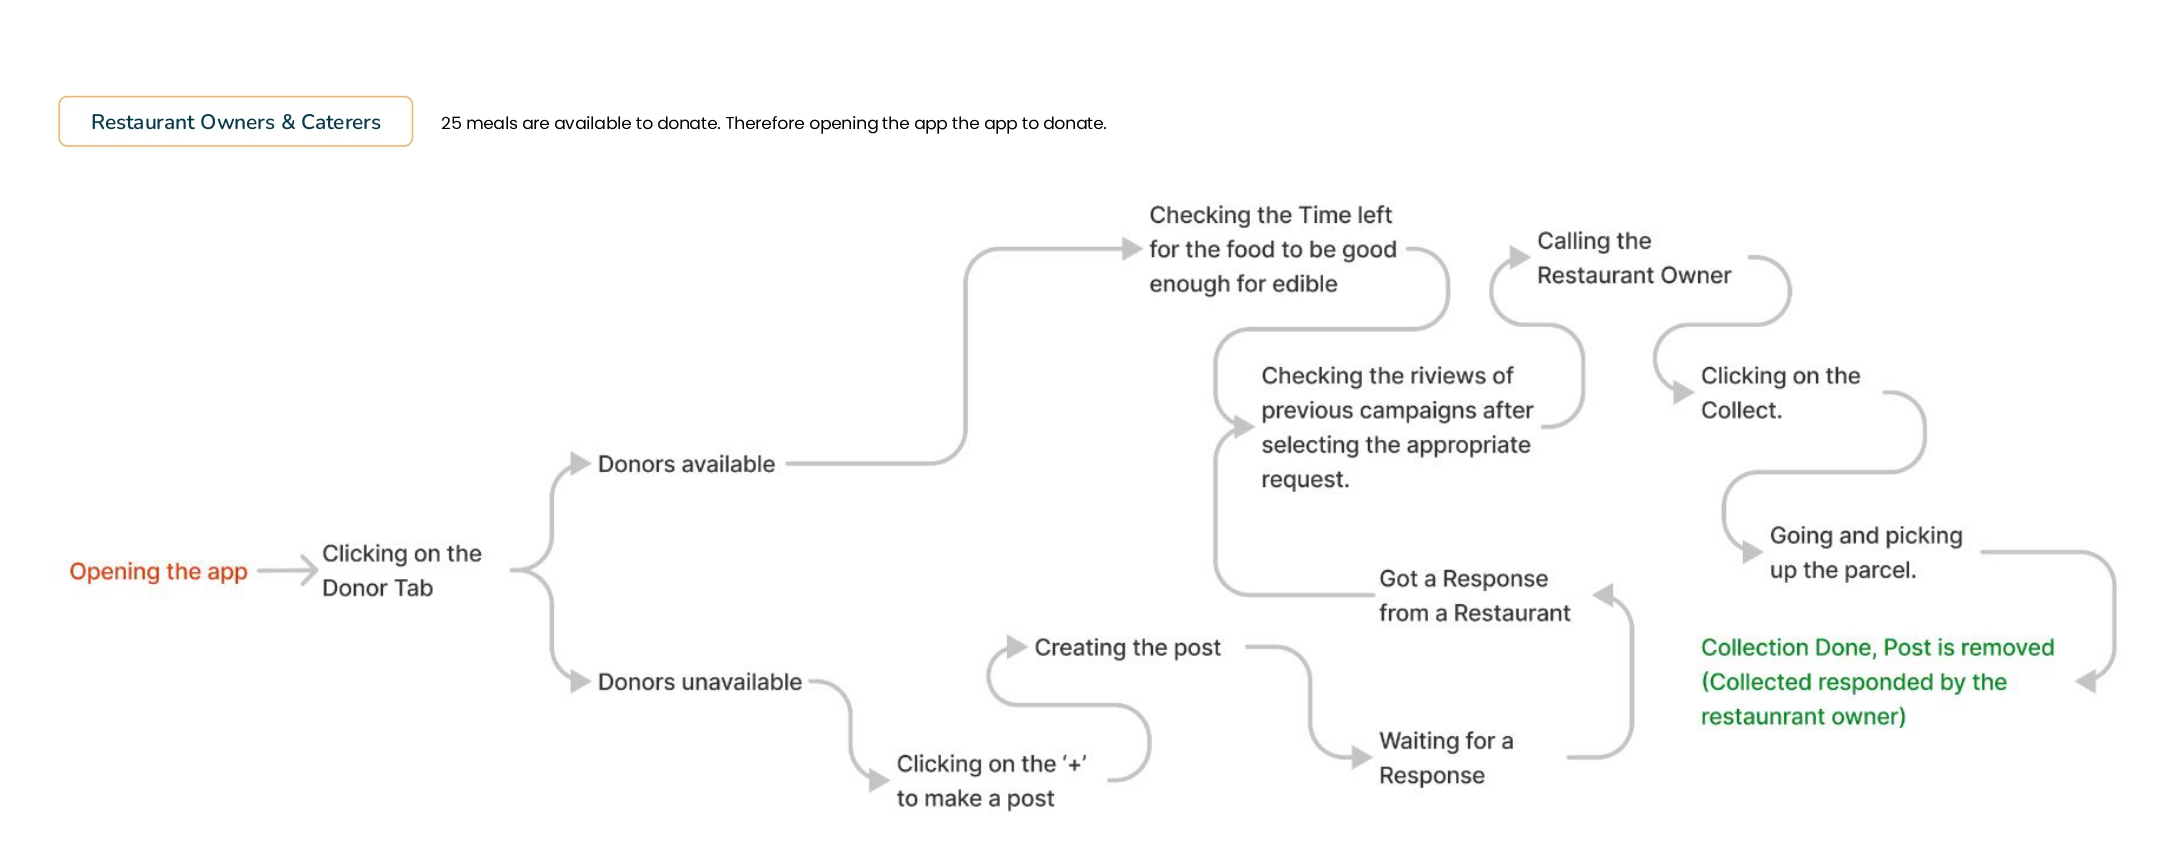 Restaurant Owners & Caterers
25 meals are available to donate. Therefore opening the app the app to donate.
Opening the app
Clicking on the
Donor Tab
Donors available
Checking the Time left
for the food to be good
enough for edible
Donors unavailable
Clicking on the ‘+’
to make a post
Creating the post
Waiting for a
Response
Got a Response
from a Restaurant
Checking the riviews of
previous campaigns after
selecting the appropriate
request.
Calling the
Restaurant Owner
Clicking on the
Collect.
Going and picking
up the parcel.
Collection Done, Post is removed
(Collected responded by the
restaunrant owner)